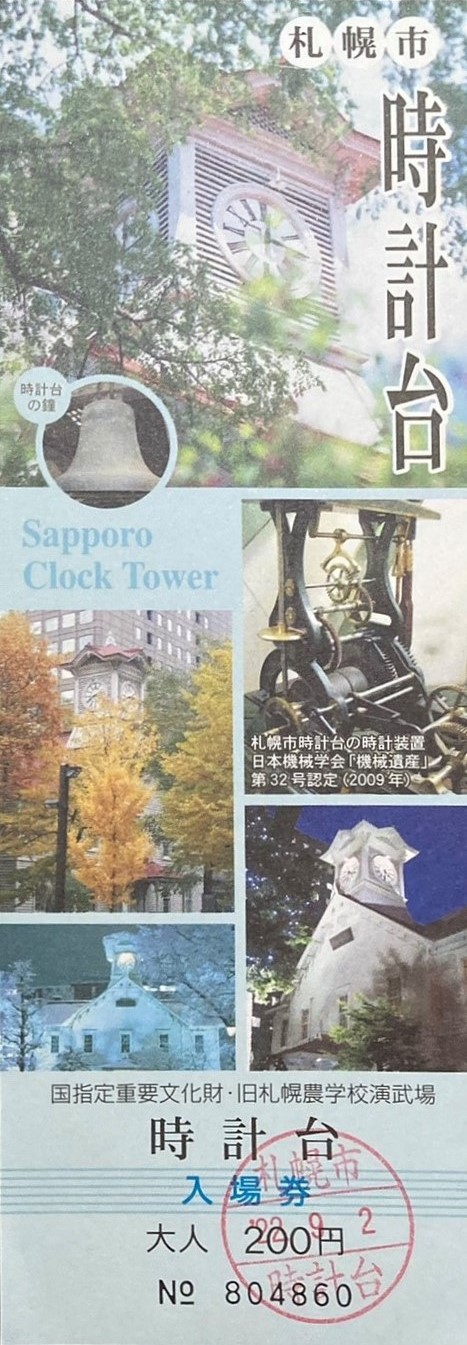 札幌市
時計台
時計台
の鐘
Sapporo
Clock Tower
札幌市時計台の時計装置
日本機械学会「機械遺産」
第32号認定(2009年)
国指定重要文化財・旧札幌農学校演武場
時計台
入場券
大人 200円
№ 804860
札幌市
'22.9.2
時計台